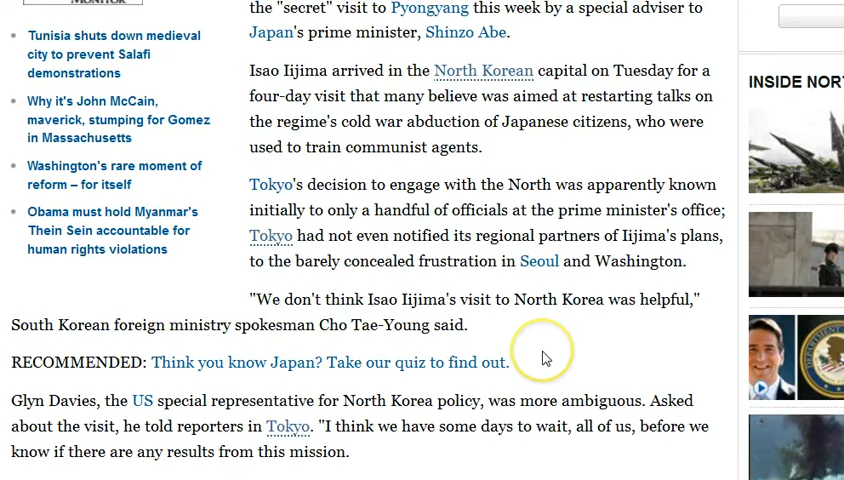 MONITOR
Tunisia shuts down medieval
city to prevent Salafi
demonstrations
Why it's John McCain,
maverick, stumping for Gomez
in Massachusetts
Washington's rare moment of
reform – for itself
Obama must hold Myanmar's
Thein Sein accountable for
human rights violations
the "secret" visit to Pyongyang this week by a special adviser to
Japan's prime minister, Shinzo Abe.
Isao Iijima arrived in the North Korean capital on Tuesday for a
four-day visit that many believe was aimed at restarting talks on
the regime's cold war abduction of Japanese citizens, who were
used to train communist agents.
Tokyo's decision to engage with the North was apparently known
initially to only a handful of officials at the prime minister's office;
Tokyo had not even notified its regional partners of Iijima's plans,
to the barely concealed frustration in Seoul and Washington.
"We don't think Isao Iijima's visit to North Korea was helpful,"
South Korean foreign ministry spokesman Cho Tae-Young said.
RECOMMENDED: Think you know Japan? Take our quiz to find out.
Glyn Davies, the US special representative for North Korea policy, was more ambiguous. Asked
about the visit, he told reporters in Tokyo. "I think we have some days to wait, all of us, before we
know if there are any results from this mission.
INSIDE NOR